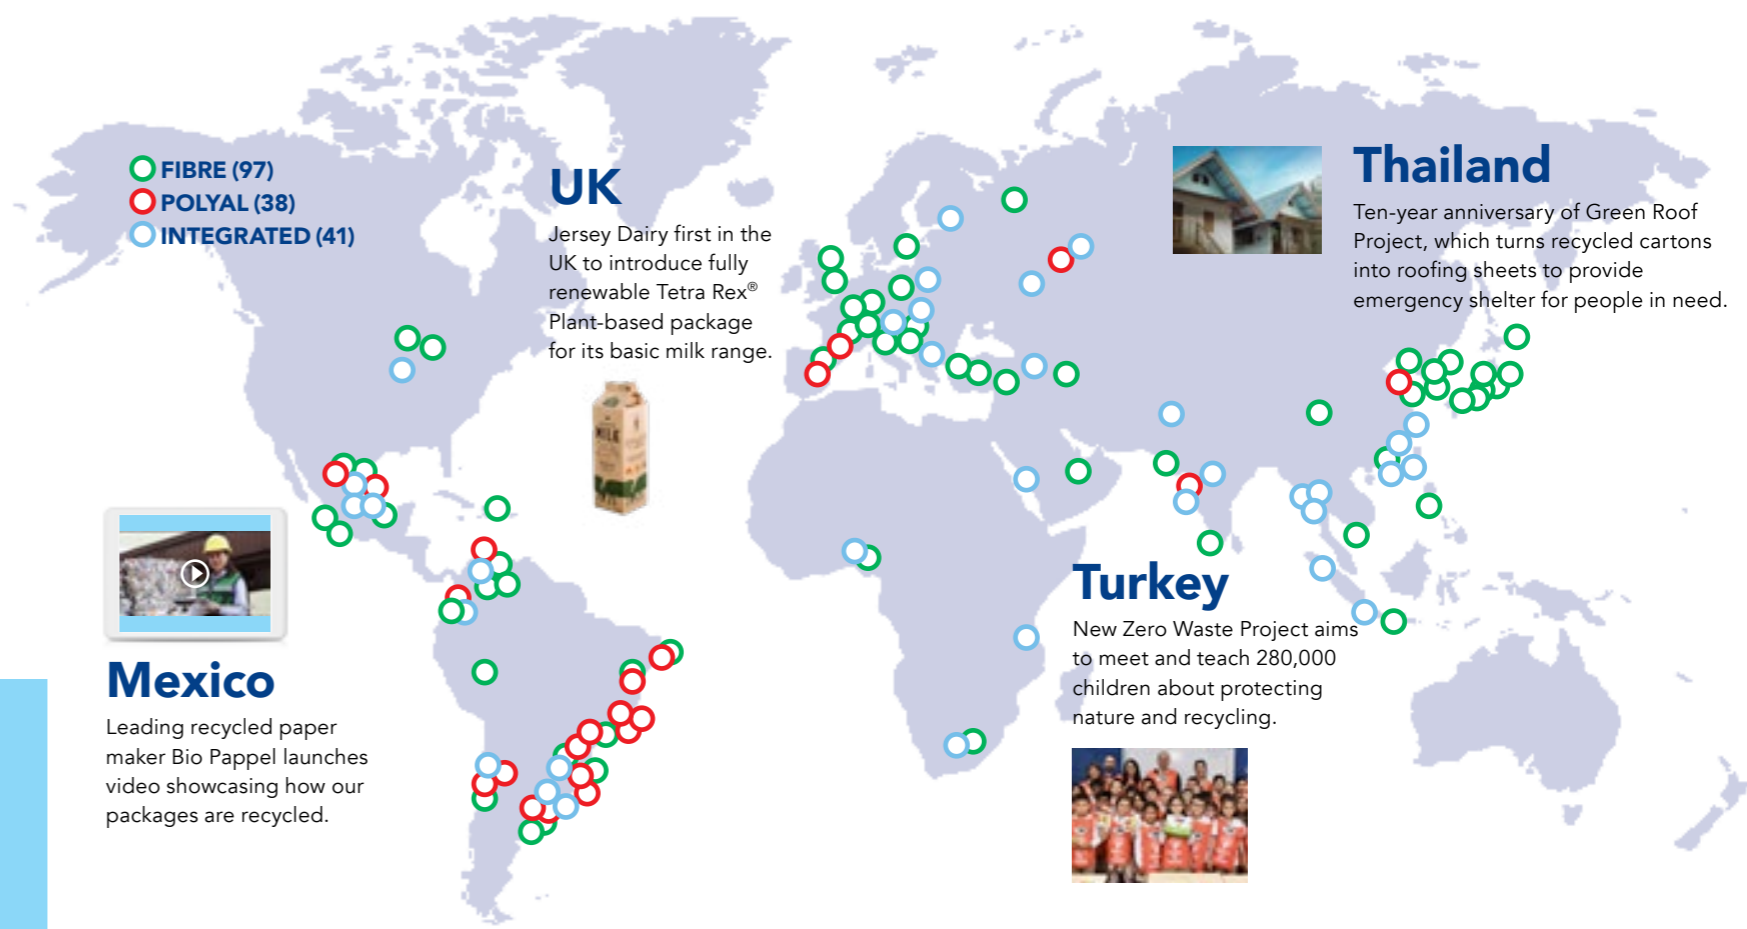 FIBRE (97)
POLYAL (38)
INTEGRATED (41)
UK
Jersey Dairy first in the
UK to introduce fully
renewable Tetra Rex®
Plant-based package
for its basic milk range.
MILK
Thailand
Ten-year anniversary of Green Roof
Project, which turns recycled cartons
into roofing sheets to provide
emergency shelter for people in need.
Mexico
Leading recycled paper
maker Bio Pappel launches
video showcasing how our
packages are recycled.
Turkey
New Zero Waste Project aims
to meet and teach 280,000
children about protecting
nature and recycling.